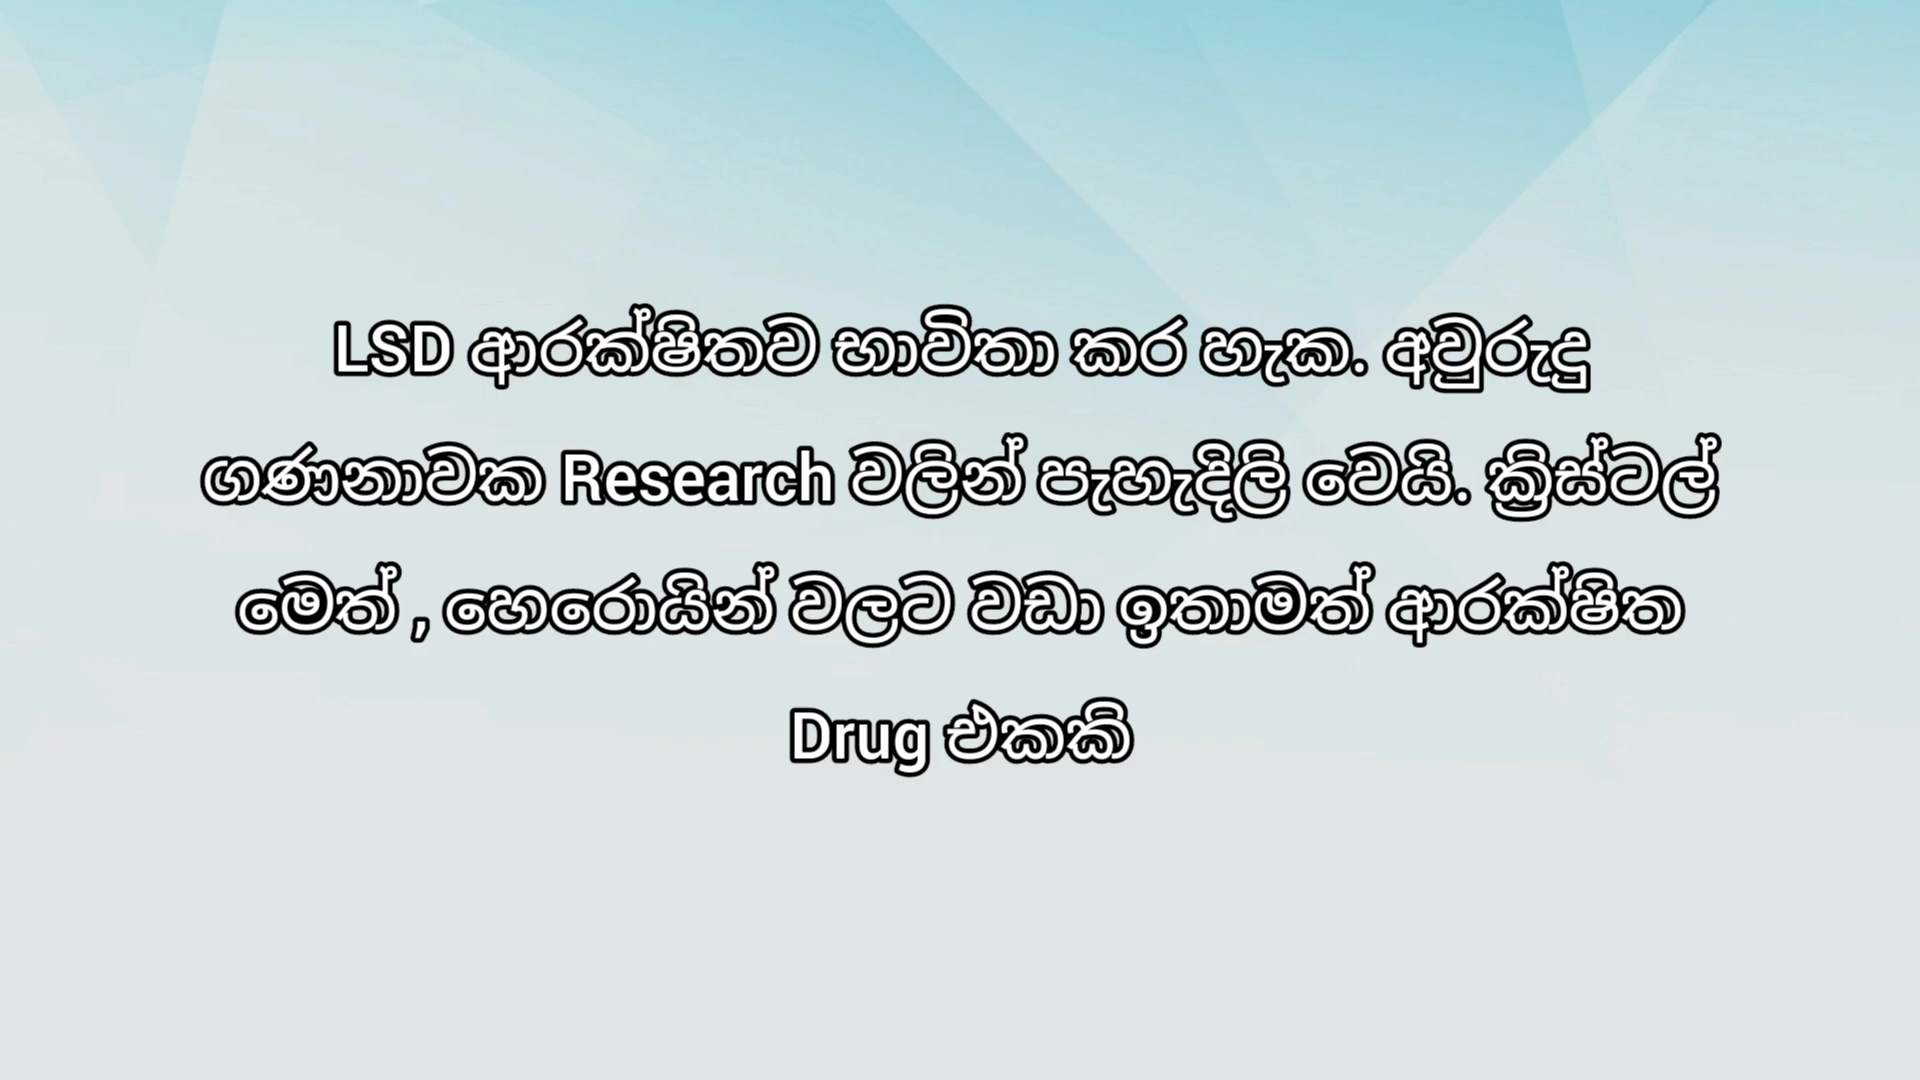 LSD ආරක්ෂිතව භාවිතා කර හැක. අවුරුදු
ගණනාවක Research වලින් පැහැදිලි වෙයි. ක්‍රිස්ටල්
මෙත් , හෙරොයින් වලට වඩා ඉතාමත් ආරක්ෂිත
Drug එකකි